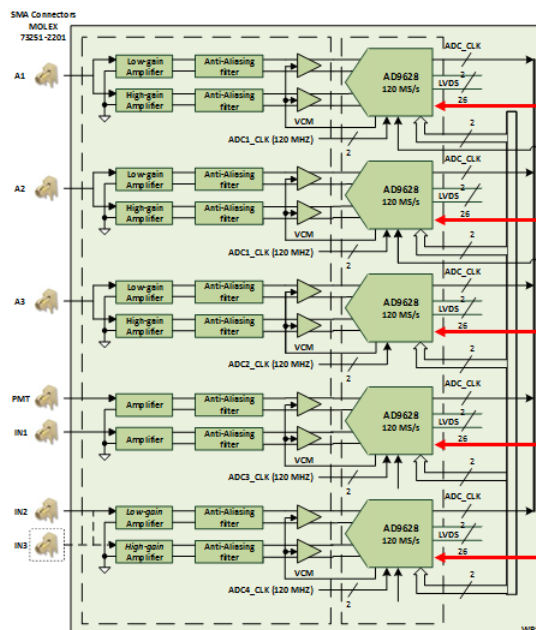 SMA Connectors
MOLEX
73251-2201
A1
Low-gain
Amplifier
Anti-Aliasing
filter
High-gain
Amplifier
Anti-Aliasing
filter
VCM
ADC1_CLK (120 MHZ)
2
AD9628
120 MS/s
ADC_CLK
2
LVDS
26
2
A2
Low-gain
Amplifier
Anti-Aliasing
filter
High-gain
Amplifier
Anti-Aliasing
filter
VCM
ADC1_CLK (120 MHZ)
2
AD9628
120 MS/s
ADC_CLK
2
LVDS
26
2
A3
Low-gain
Amplifier
Anti-Aliasing
filter
High-gain
Amplifier
Anti-Aliasing
filter
VCM
ADC2_CLK (120 MHZ)
2
AD9628
120 MS/s
ADC_CLK
2
LVDS
26
2
PMT
Amplifier
Anti-Aliasing
filter
IN1
Amplifier
Anti-Aliasing
filter
VCM
ADC3_CLK (120 MHZ)
2
AD9628
120 MS/s
ADC_CLK
2
LVDS
26
2
IN2
Low-gain
Amplifier
Anti-Aliasing
filter
IN3
High-gain
Amplifier
Anti-Aliasing
filter
VCM
ADC4_CLK (120 MHZ)
2
AD9628
120 MS/s
ADC_CLK
2
LVDS
26
2